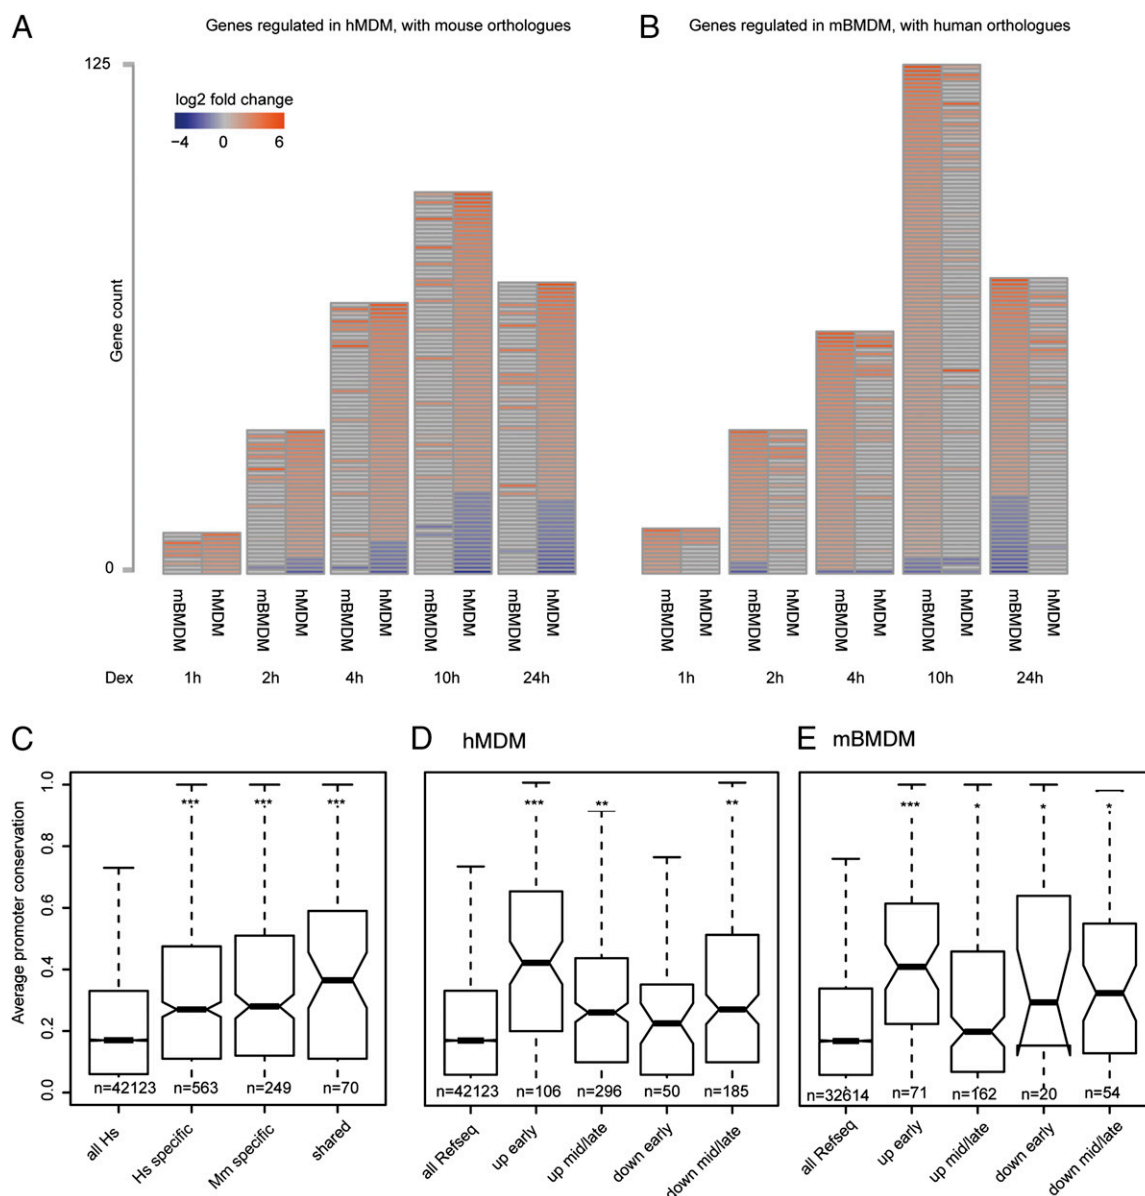 A
Genes regulated in hMDM, with mouse orthologues
B
Genes regulated in mBMDM, with human orthologues
125
log2 fold change
−4 0 6
Gene count
0
mBMDM hMDM mBMDM hMDM mBMDM hMDM mBMDM hMDM mBMDM hMDM
mBMDM hMDM mBMDM hMDM mBMDM hMDM mBMDM hMDM mBMDM hMDM
Dex 1h 2h 4h 10h 24h
1h 2h 4h 10h 24h
C
Average promoter conservation
1.0
0.8
0.6
0.4
0.2
0.0
*** *** ***
n=42123 n=563 n=249 n=70
all Hs Hs specific Mm specific shared
D hMDM
*** ** **
n=42123 n=106 n=296 n=50 n=185
all Refseq up early up mid/late down early down mid/late
E mBMDM
*** * * *
n=32614 n=71 n=162 n=20 n=54
all Refseq up early up mid/late down early down mid/late